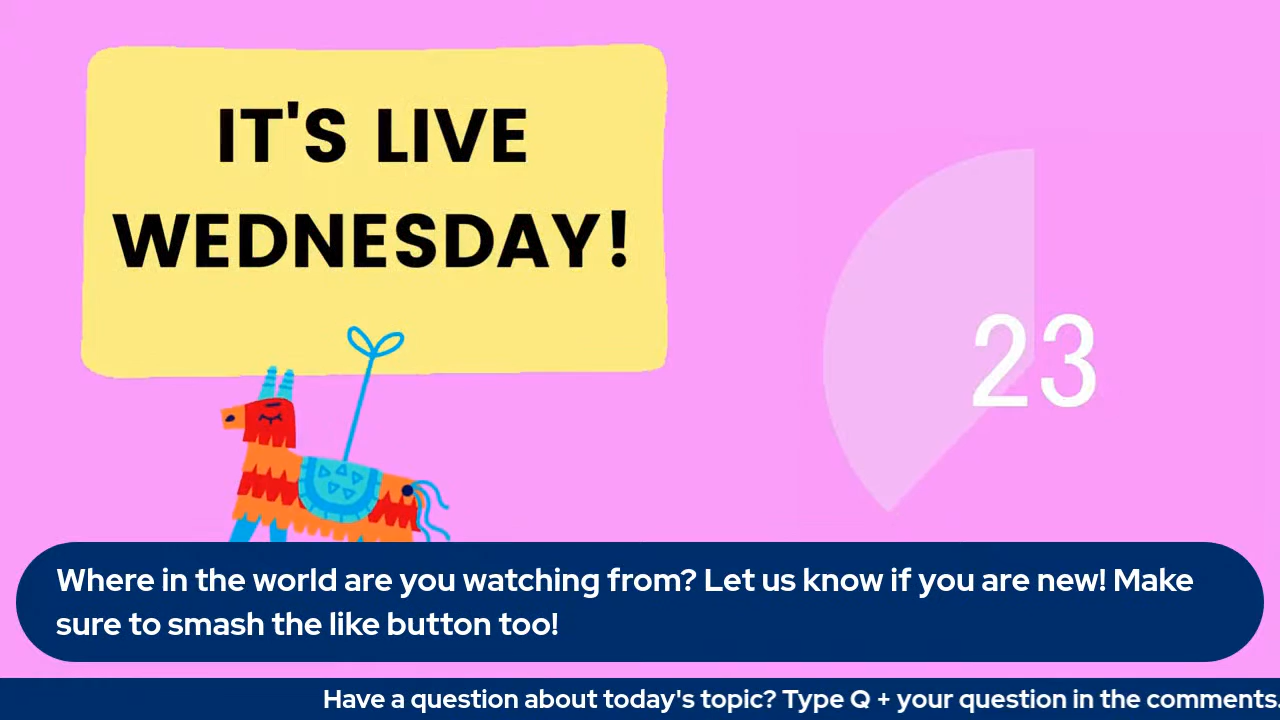 IT'S LIVE
WEDNESDAY!
23
Where in the world are you watching from? Let us know if you are new! Make
sure to smash the like button too!
Have a question about today's topic? Type Q + your question in the comments.